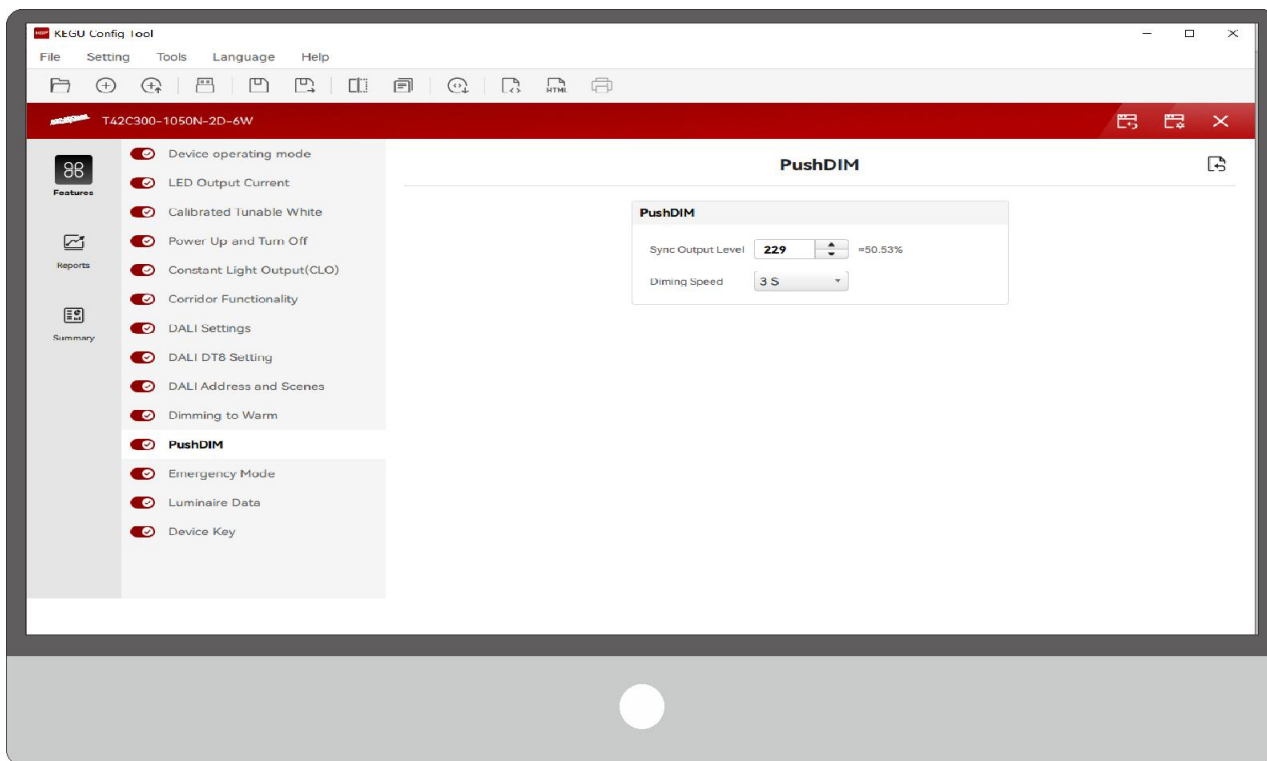 KEGU Config Tool
File Setting Tools Language Help
HTML
T42C300-1050N-2D-6W
Features
Reports
Summary
Device operating mode
LED Output Current
Calibrated Tunable White
Power Up and Turn Off
Constant Light Output(CLO)
Corridor Functionality
DALI Settings
DALI DT8 Setting
DALI Address and Scenes
Dimming to Warm
PushDIM
Emergency Mode
Luminaire Data
Device Key
PushDIM
PushDIM
Sync Output Level 229 =50.53%
Diming Speed 3 S